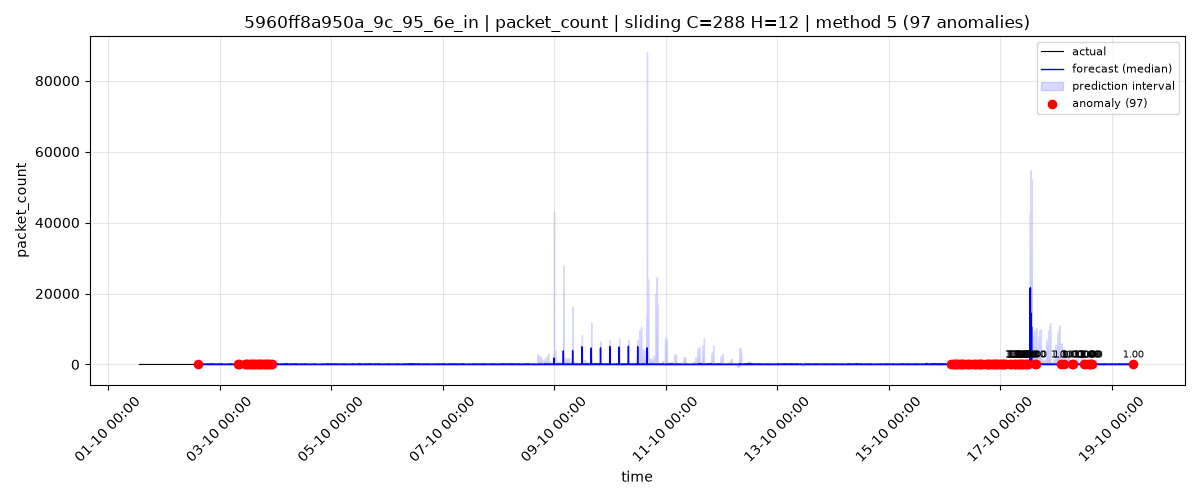 5960ff8a950a_9c_95_6e_in | packet_count | sliding C=288 H=12 | method 5 (97 anomalies)
actual
forecast (median)
prediction interval
anomaly (97)
80000
60000
40000
20000
0
packet_count
1.00
01-10 00:00
03-10 00:00
05-10 00:00
07-10 00:00
09-10 00:00
11-10 00:00
13-10 00:00
15-10 00:00
17-10 00:00
19-10 00:00
time